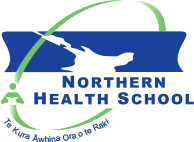 NORTHERN
HEALTH SCHOOL
Te Kura Āwhina Ora o te Raki